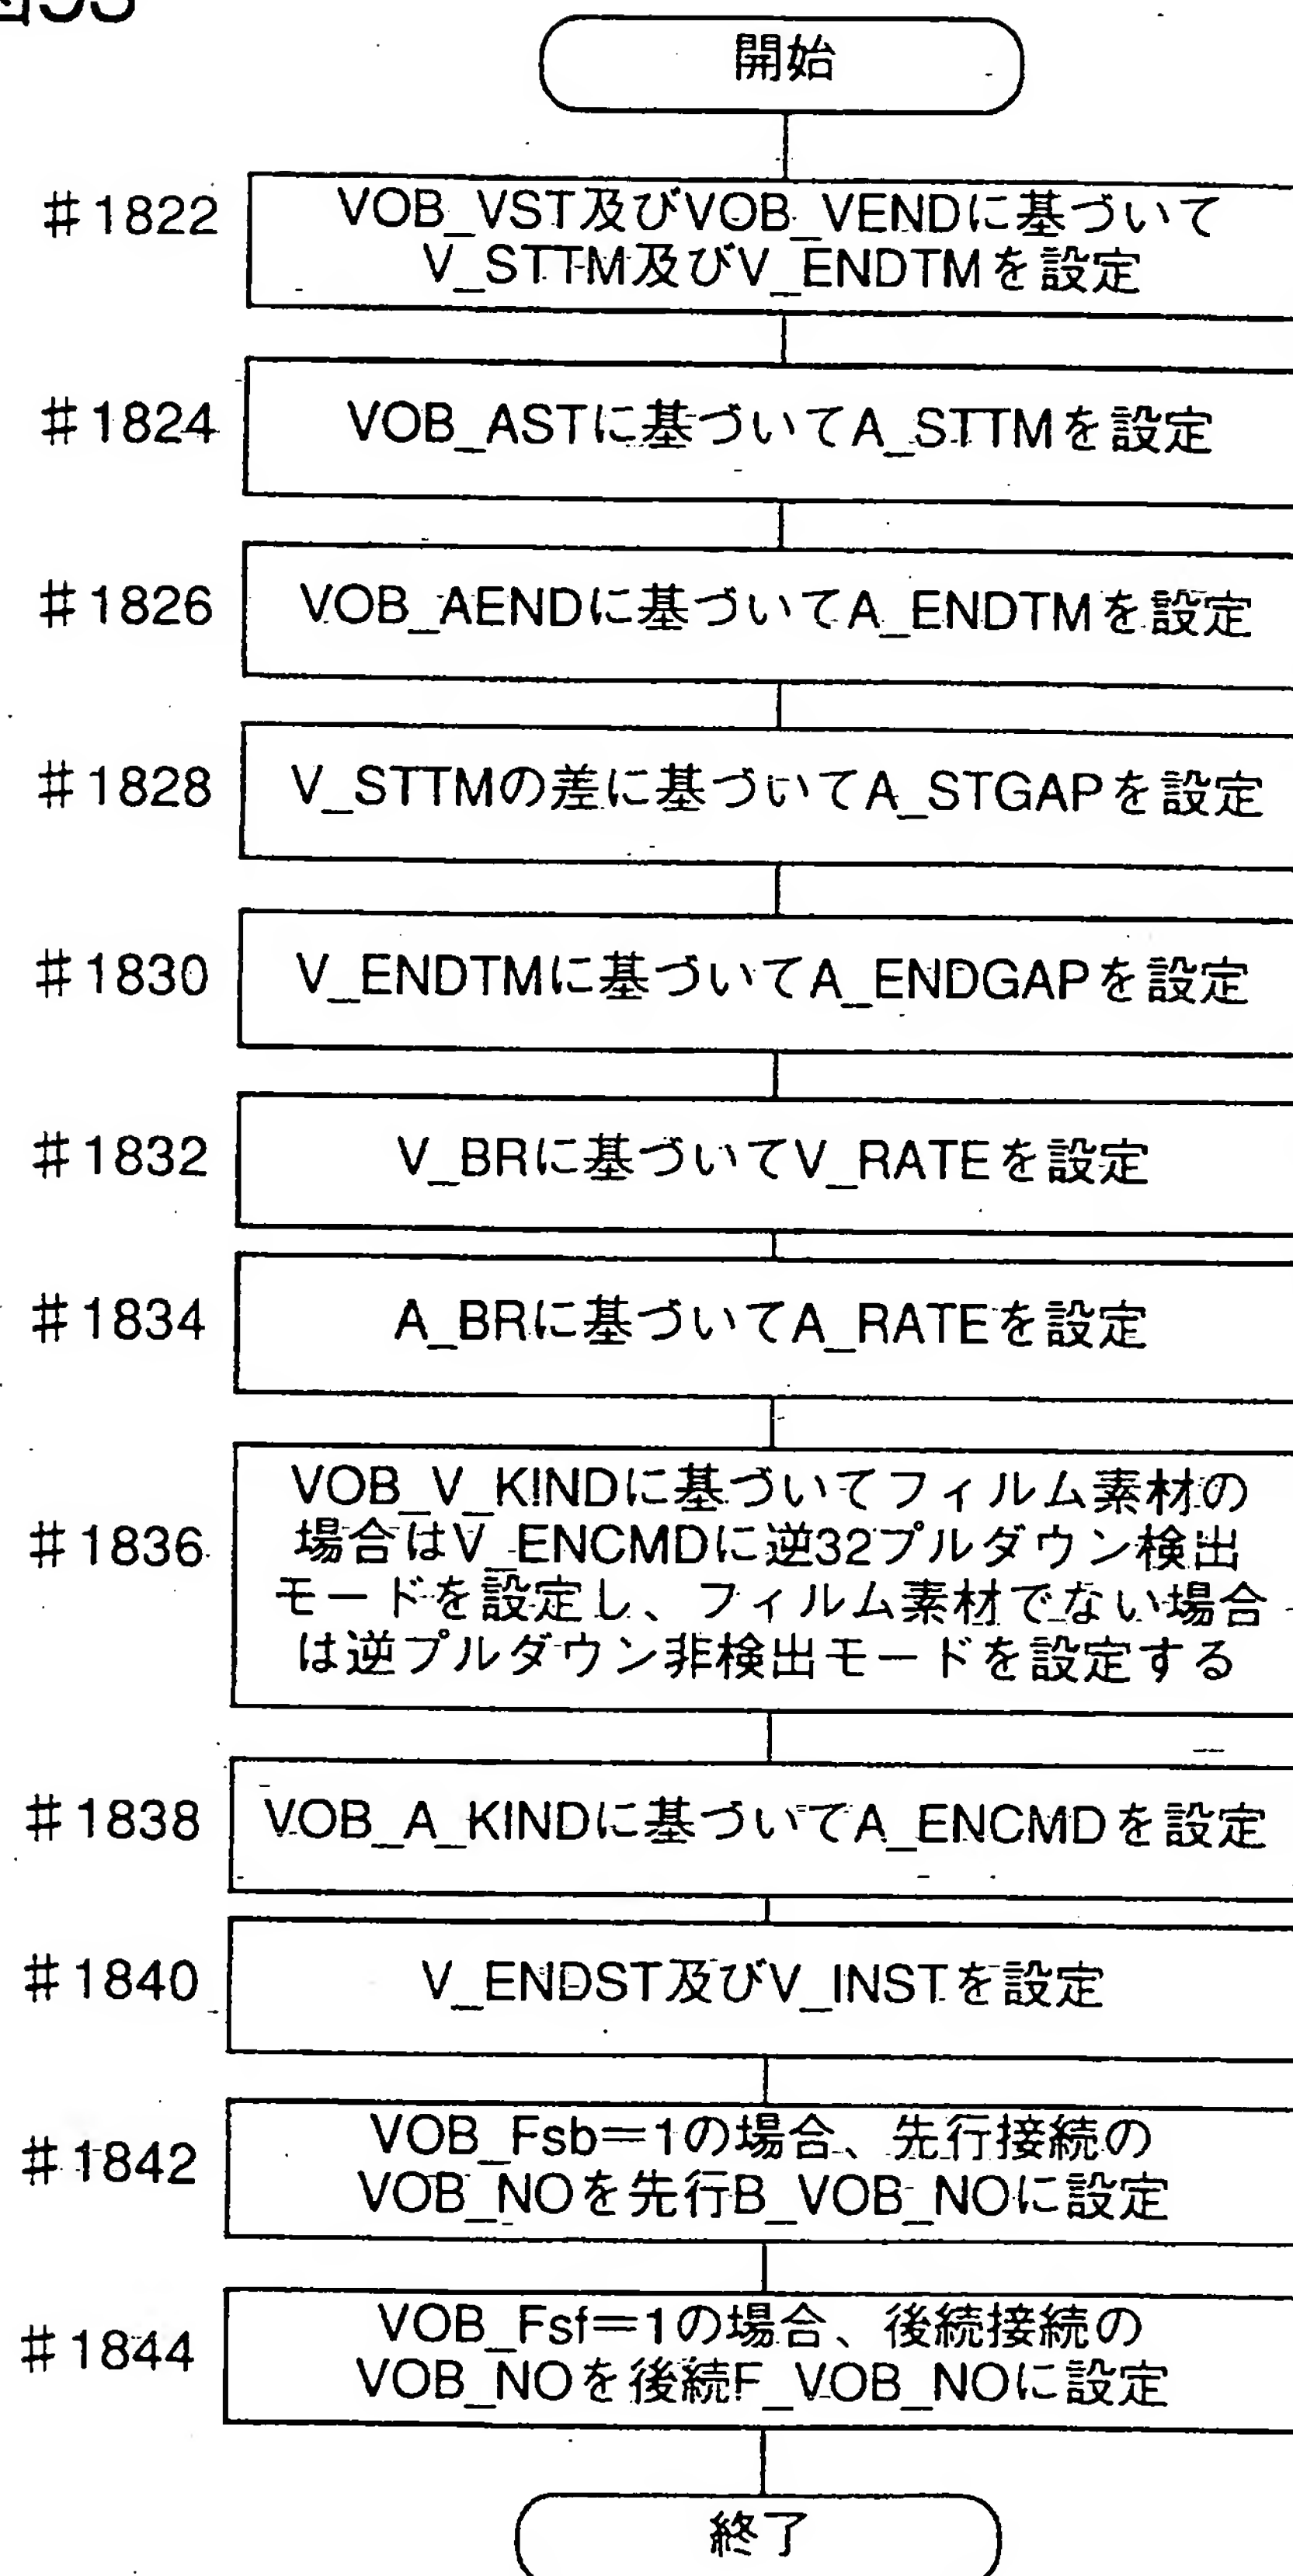 開始
#1822
VOB_VST及びVOB_VENDに基づいて
V_STTM及びV_ENDTMを設定
#1824
VOB_ASTに基づいてA_STTMを設定
#1826
VOB_AENDに基づいてA_ENDTMを設定
#1828
V_STTMの差に基づいてA_STGAPを設定
#1830
V_ENDTMに基づいてA_ENDGAPを設定
#1832
V_BRに基づいてV_RATEを設定
#1834
A_BRに基づいてA_RATEを設定
#1836
VOB_V_KINDに基づいてフィルム素材の
場合はV_ENCMDに逆32プルダウン検出
モードを設定し、フィルム素材でない場合
は逆プルダウン非検出モードを設定する
#1838
VOB_A_KINDに基づいてA_ENCMDを設定
#1840
V_ENDST及びV_INSTを設定
#1842
VOB_Fsb=1の場合、先行接続の
VOB_NOを先行B_VOB_NOに設定
#1844
VOB_Fsf=1の場合、後続接続の
VOB_NOを後続F_VOB_NOに設定
終了